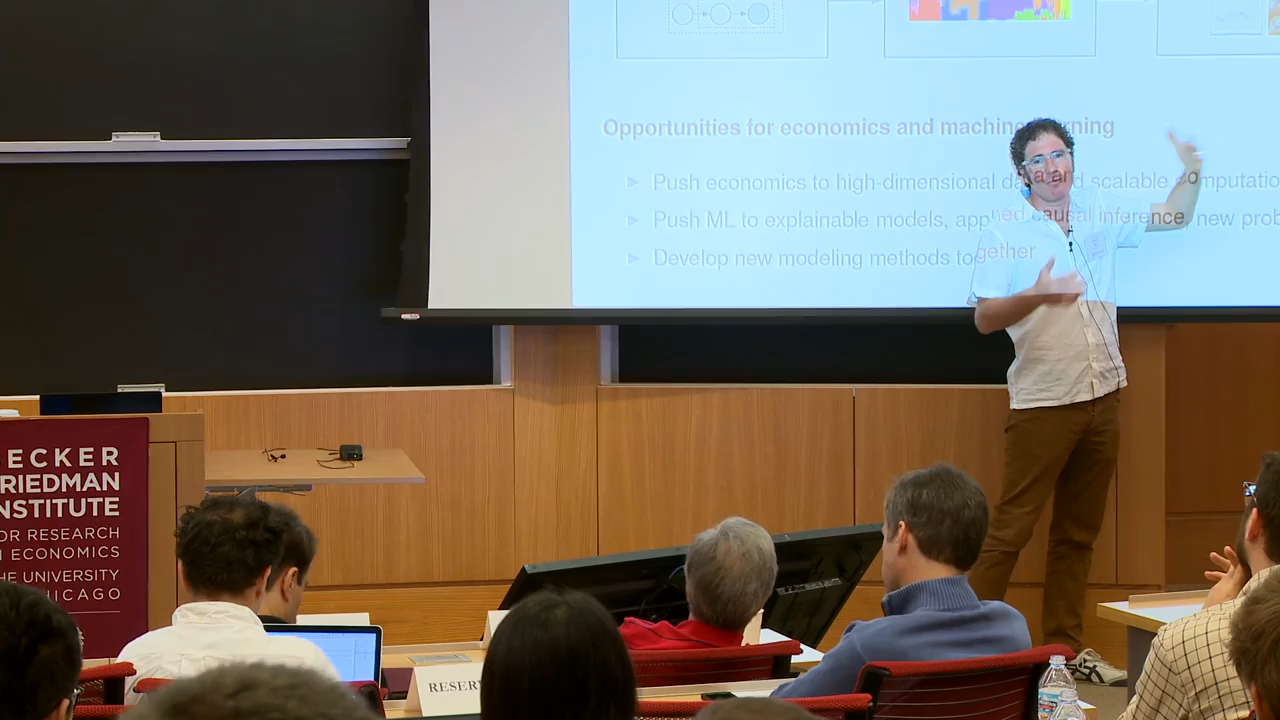 Opportunities for economics and machine learning
Push economics to high-dimensional data and scalable computatio
Push ML to explainable models, applied causal inference, new prob
Develop new modeling methods together
ECKER
RIEDMAN
NSTITUTE
OR RESEARCH
ECONOMICS
HE UNIVERSITY
CHICAGO
RESER